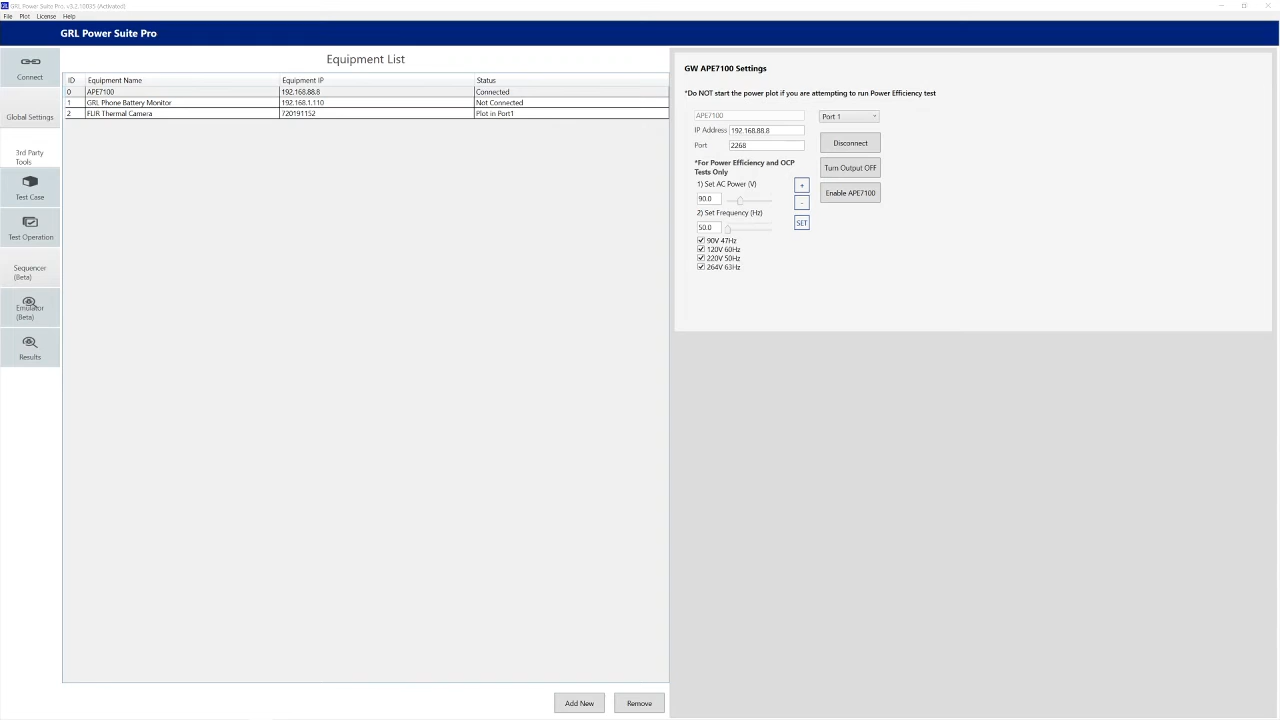 GRL Power Suite Pro: v3.2.10035 (Activated)
File Plot License Help
GRL Power Suite Pro
Connect
Global Settings
3rd Party
Tools
Test Case
Test Operation
Sequencer
(Beta)
Emulator
(Beta)
Results
Equipment List
ID Equipment Name Equipment IP Status
0 APE7100 192.168.88.8 Connected
1 GRL Phone Battery Monitor 192.168.1.110 Not Connected
2 FLIR Thermal Camera 720191152 Plot in Port1
Add New Remove
GW APE7100 Settings
*Do NOT start the power plot if you are attempting to run Power Efficiency test
APE7100 Port 1
IP Address 192.168.88.8
Port 2268
Disconnect
*For Power Efficiency and OCP
Tests Only
Turn Output OFF
1) Set AC Power (V) +
90.0 -
Enable APE7100
2) Set Frequency (Hz)
50.0 SET
90V 47Hz
120V 60Hz
220V 50Hz
264V 63Hz